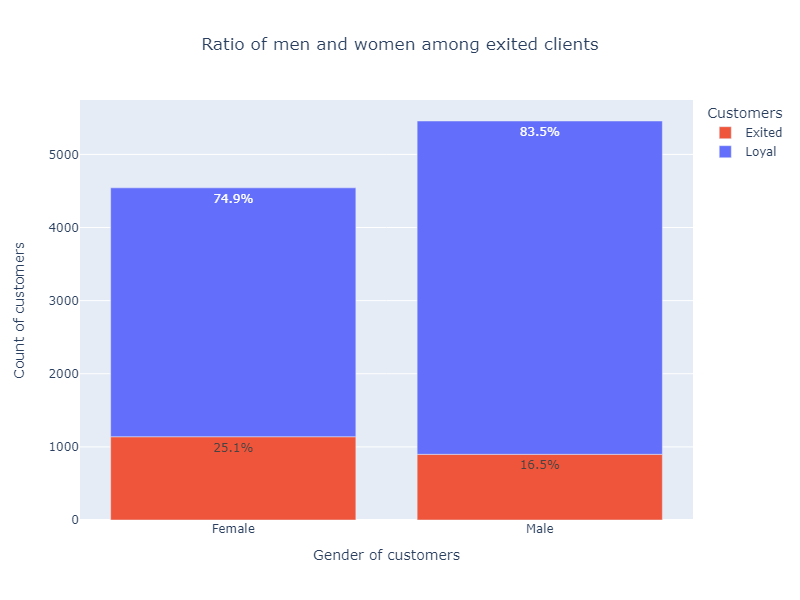 Ratio of men and women among exited clients
Customers
Exited
Loyal
Count of customers
5000
4000
3000
2000
1000
0
74.9%
25.1%
83.5%
16.5%
Female
Male
Gender of customers